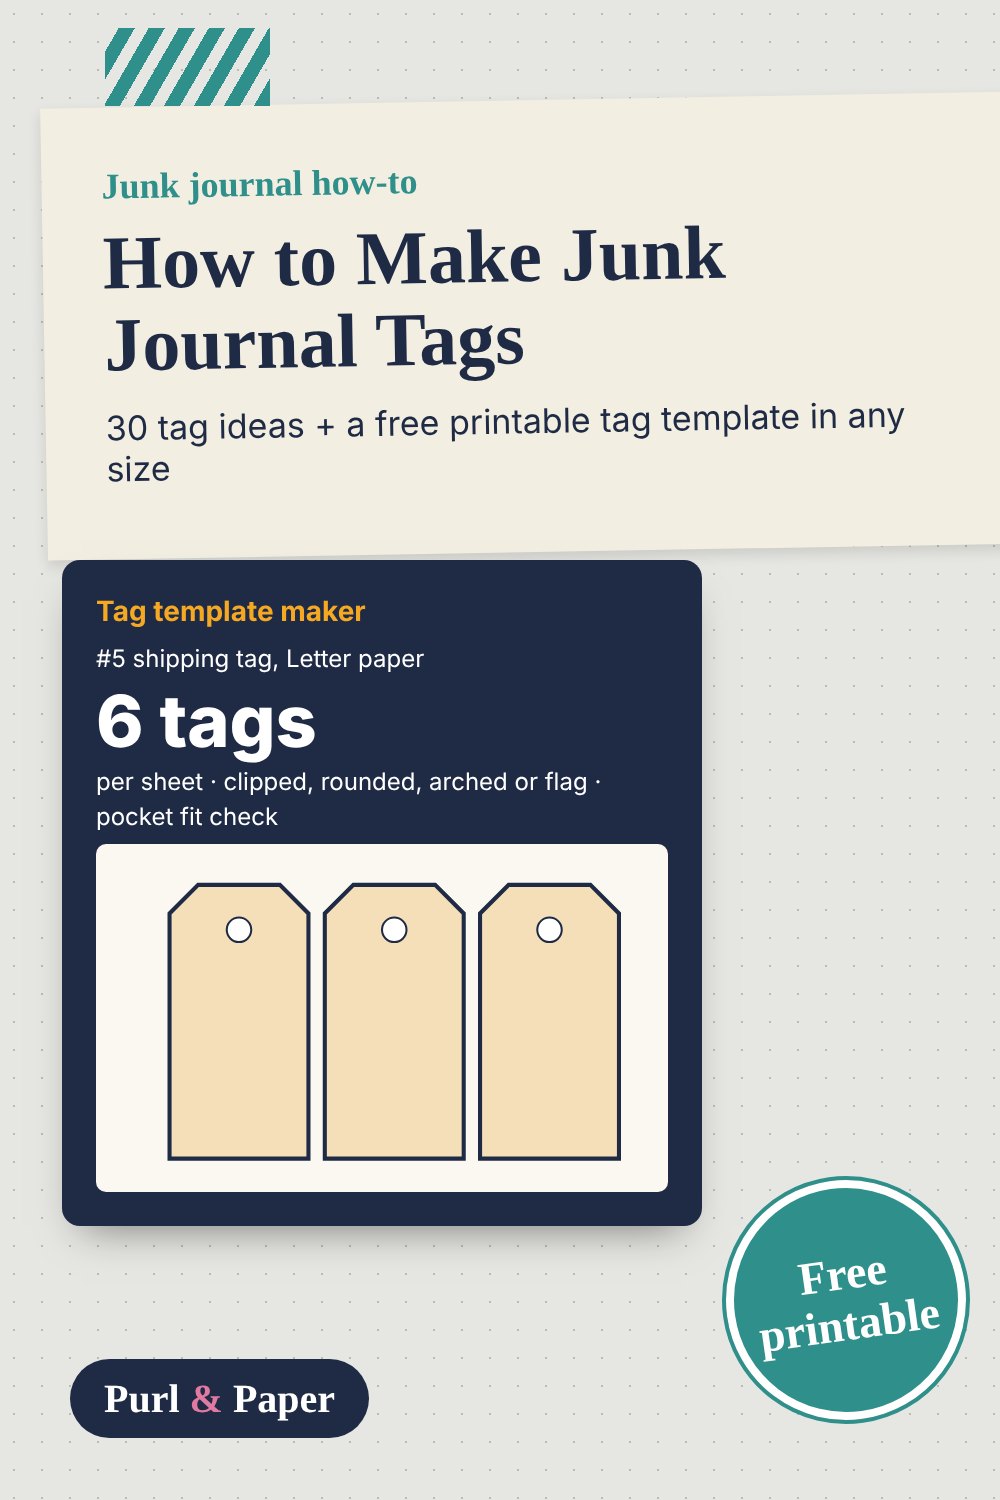 Junk journal how-to
How to Make Junk
Journal Tags
30 tag ideas + a free printable tag template in any
size
Tag template maker
#5 shipping tag, Letter paper
6 tags
per sheet · clipped, rounded, arched or flag ·
pocket fit check
Free
printable
Purl & Paper